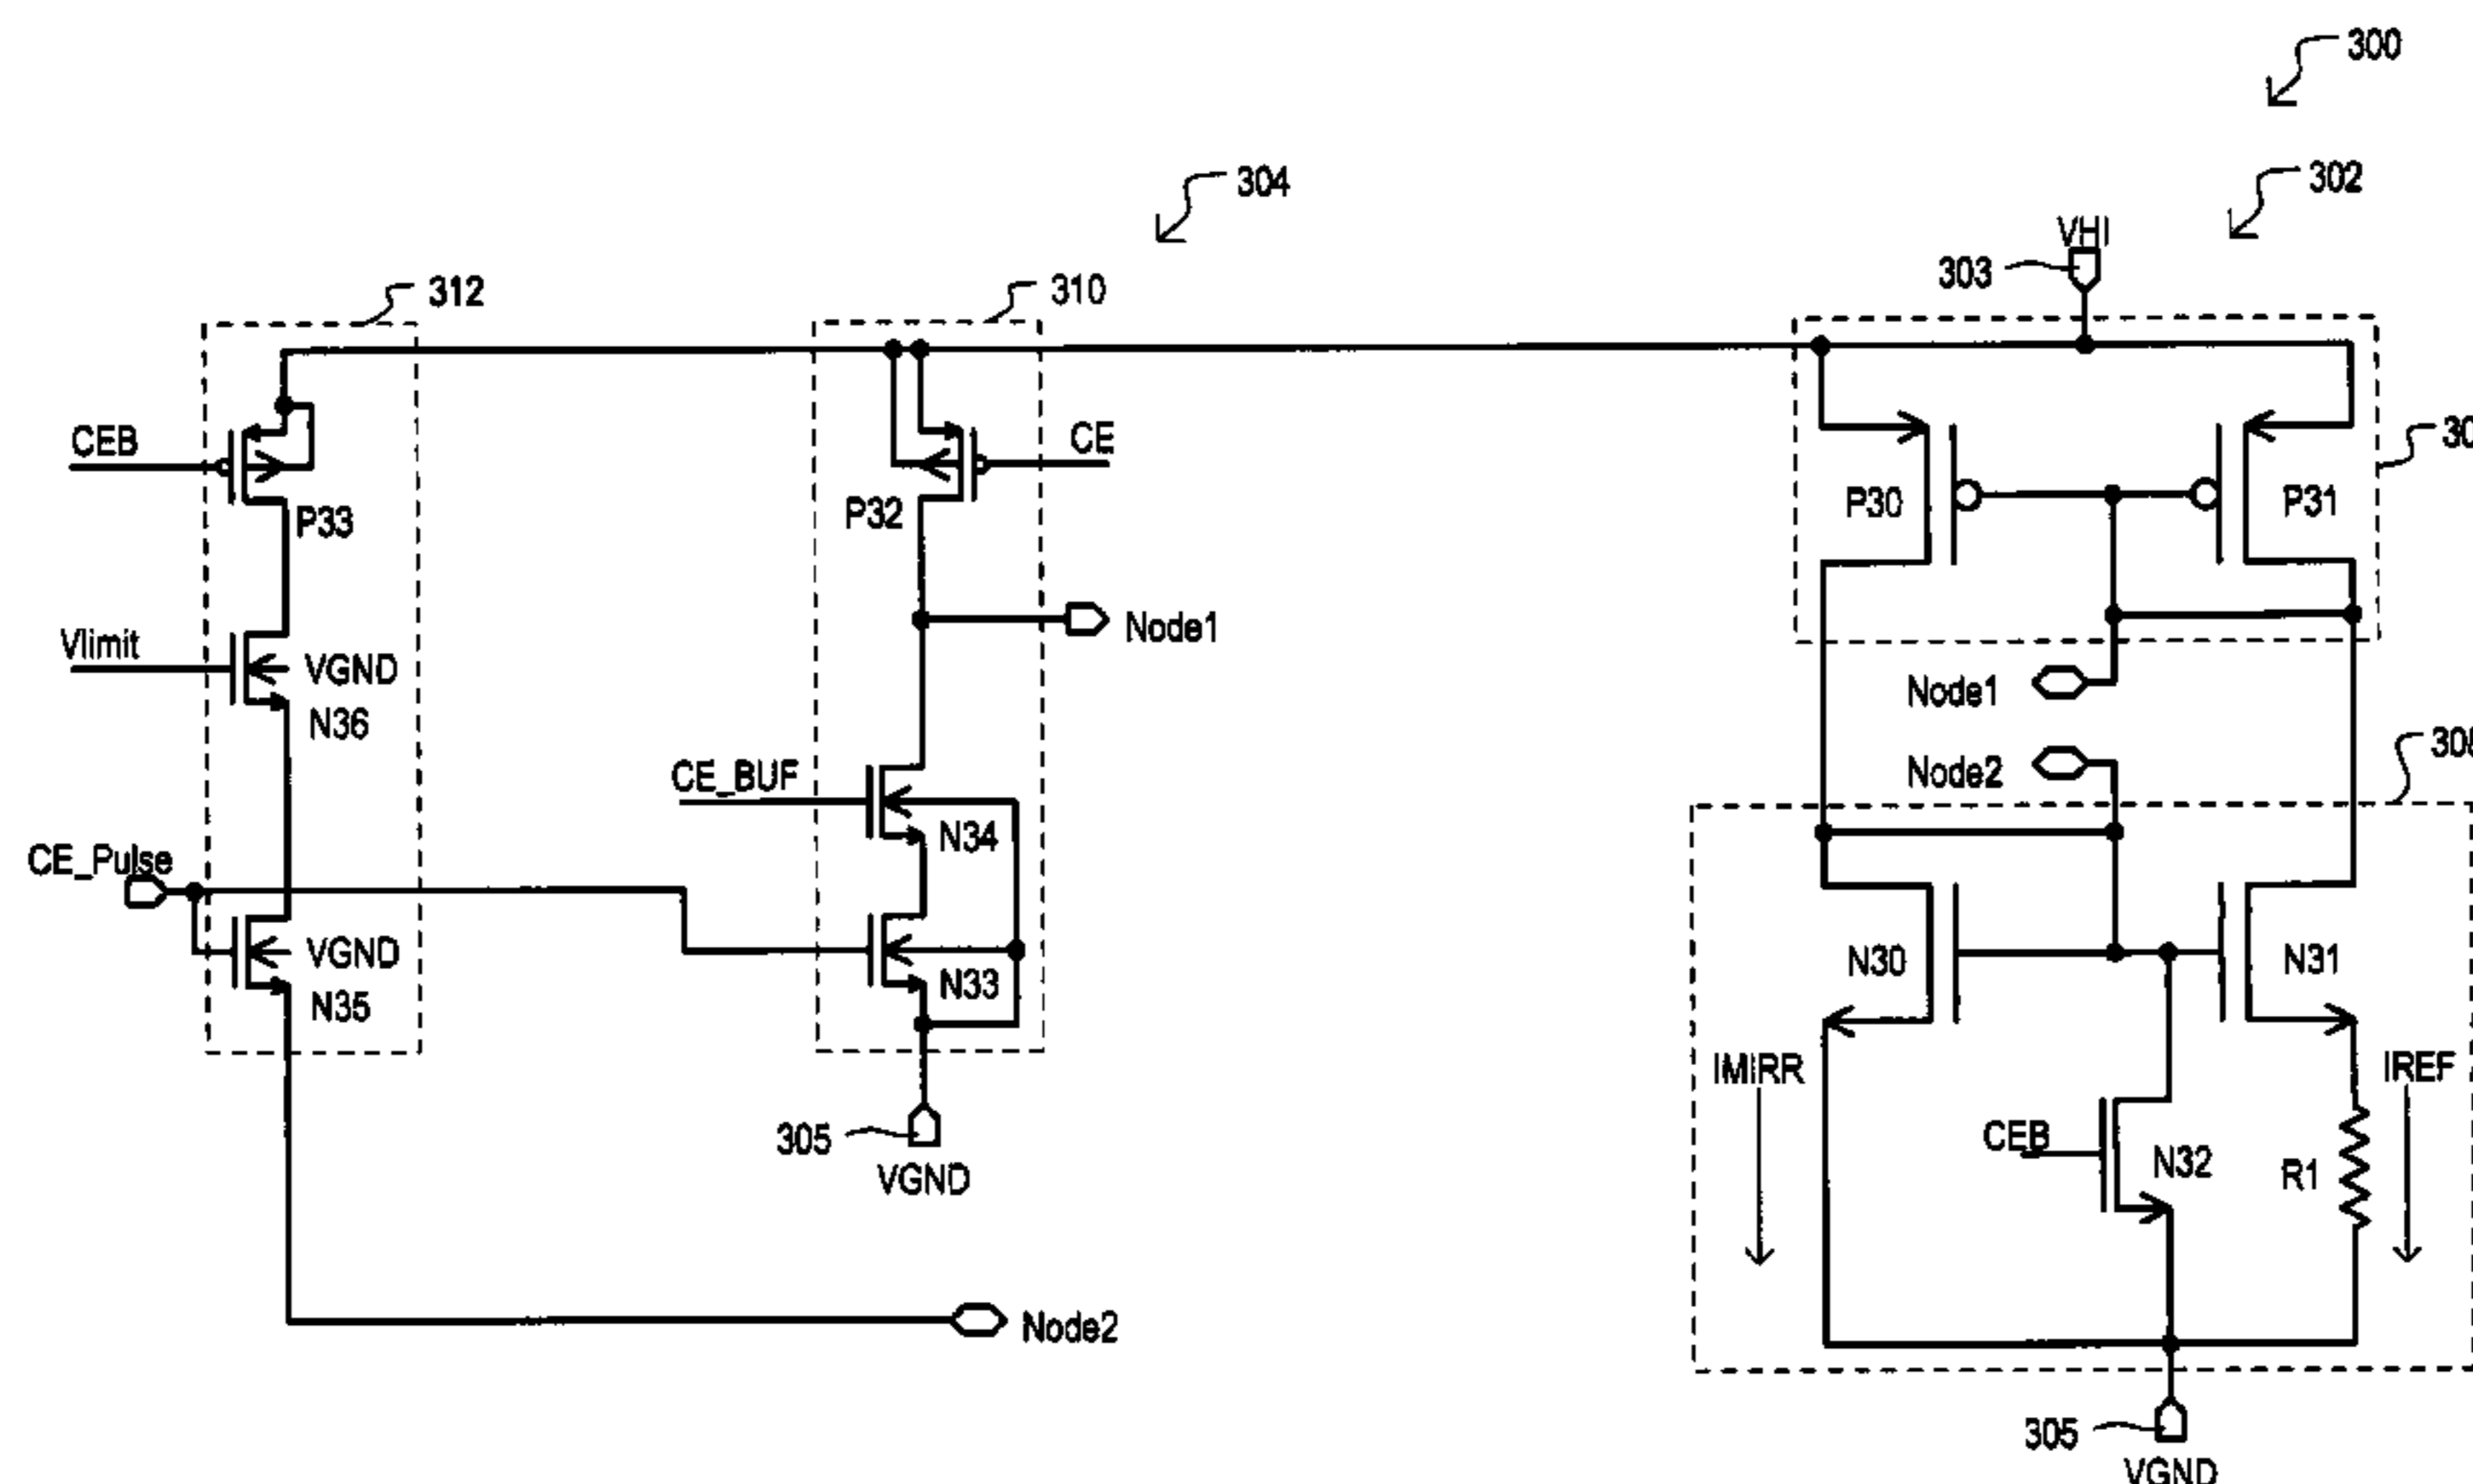 300
304
302
VHI
303
312
310
CEB
CE
P33
P32
P30
P31
Node1
Vlimit
VGND
N36
Node1
Node2
CE_BUF
N34
CE_Pulse
VGND
N35
N33
N30
N31
IMIRR
IREF
CEB
N32
R1
305
VGND
Node2
305
VGND